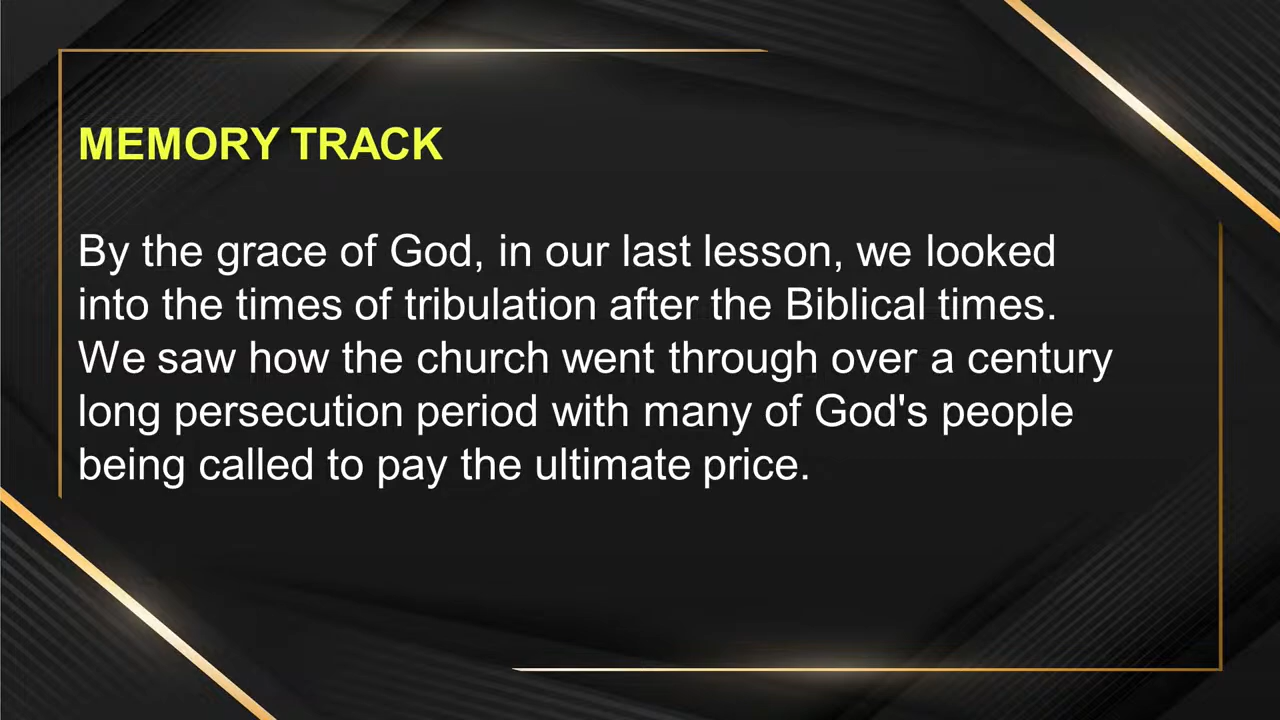 MEMORY TRACK
By the grace of God, in our last lesson, we looked
into the times of tribulation after the Biblical times.
We saw how the church went through over a century
long persecution period with many of God's people
being called to pay the ultimate price.